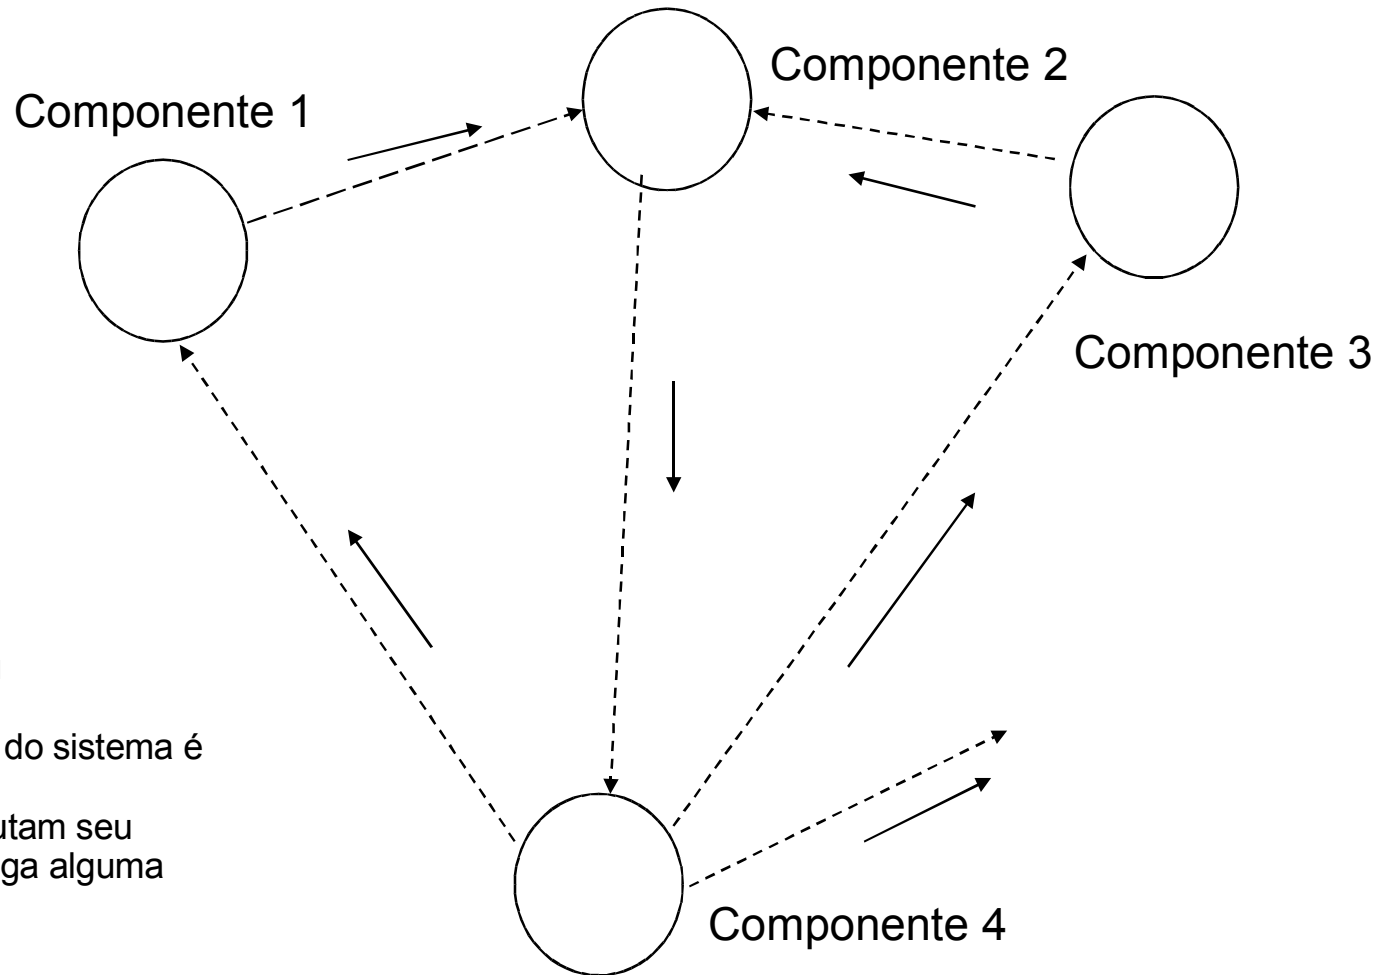 Componente 2
Componente 1
Componente 3
do sistema é
utam seu
ga alguma
Componente 4